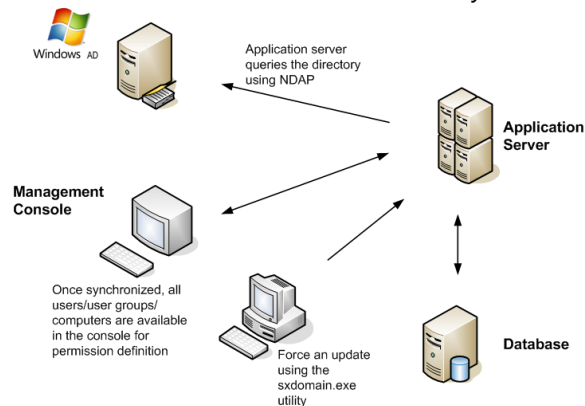 Windows AD
Application server
queries the directory
using NDAP
Application
Server
Management
Console
Once synchronized, all
users/user groups/
computers are available
in the console for
permission definition
Force an update
using the
sxdomain.exe
utility
Database